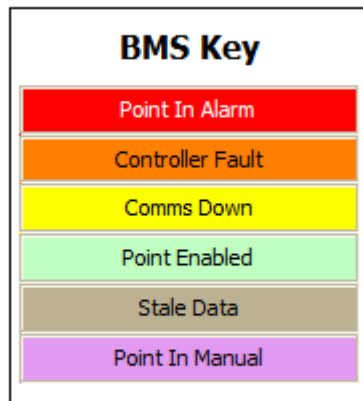 BMS Key
Point In Alarm
Controller Fault
Comms Down
Point Enabled
Stale Data
Point In Manual